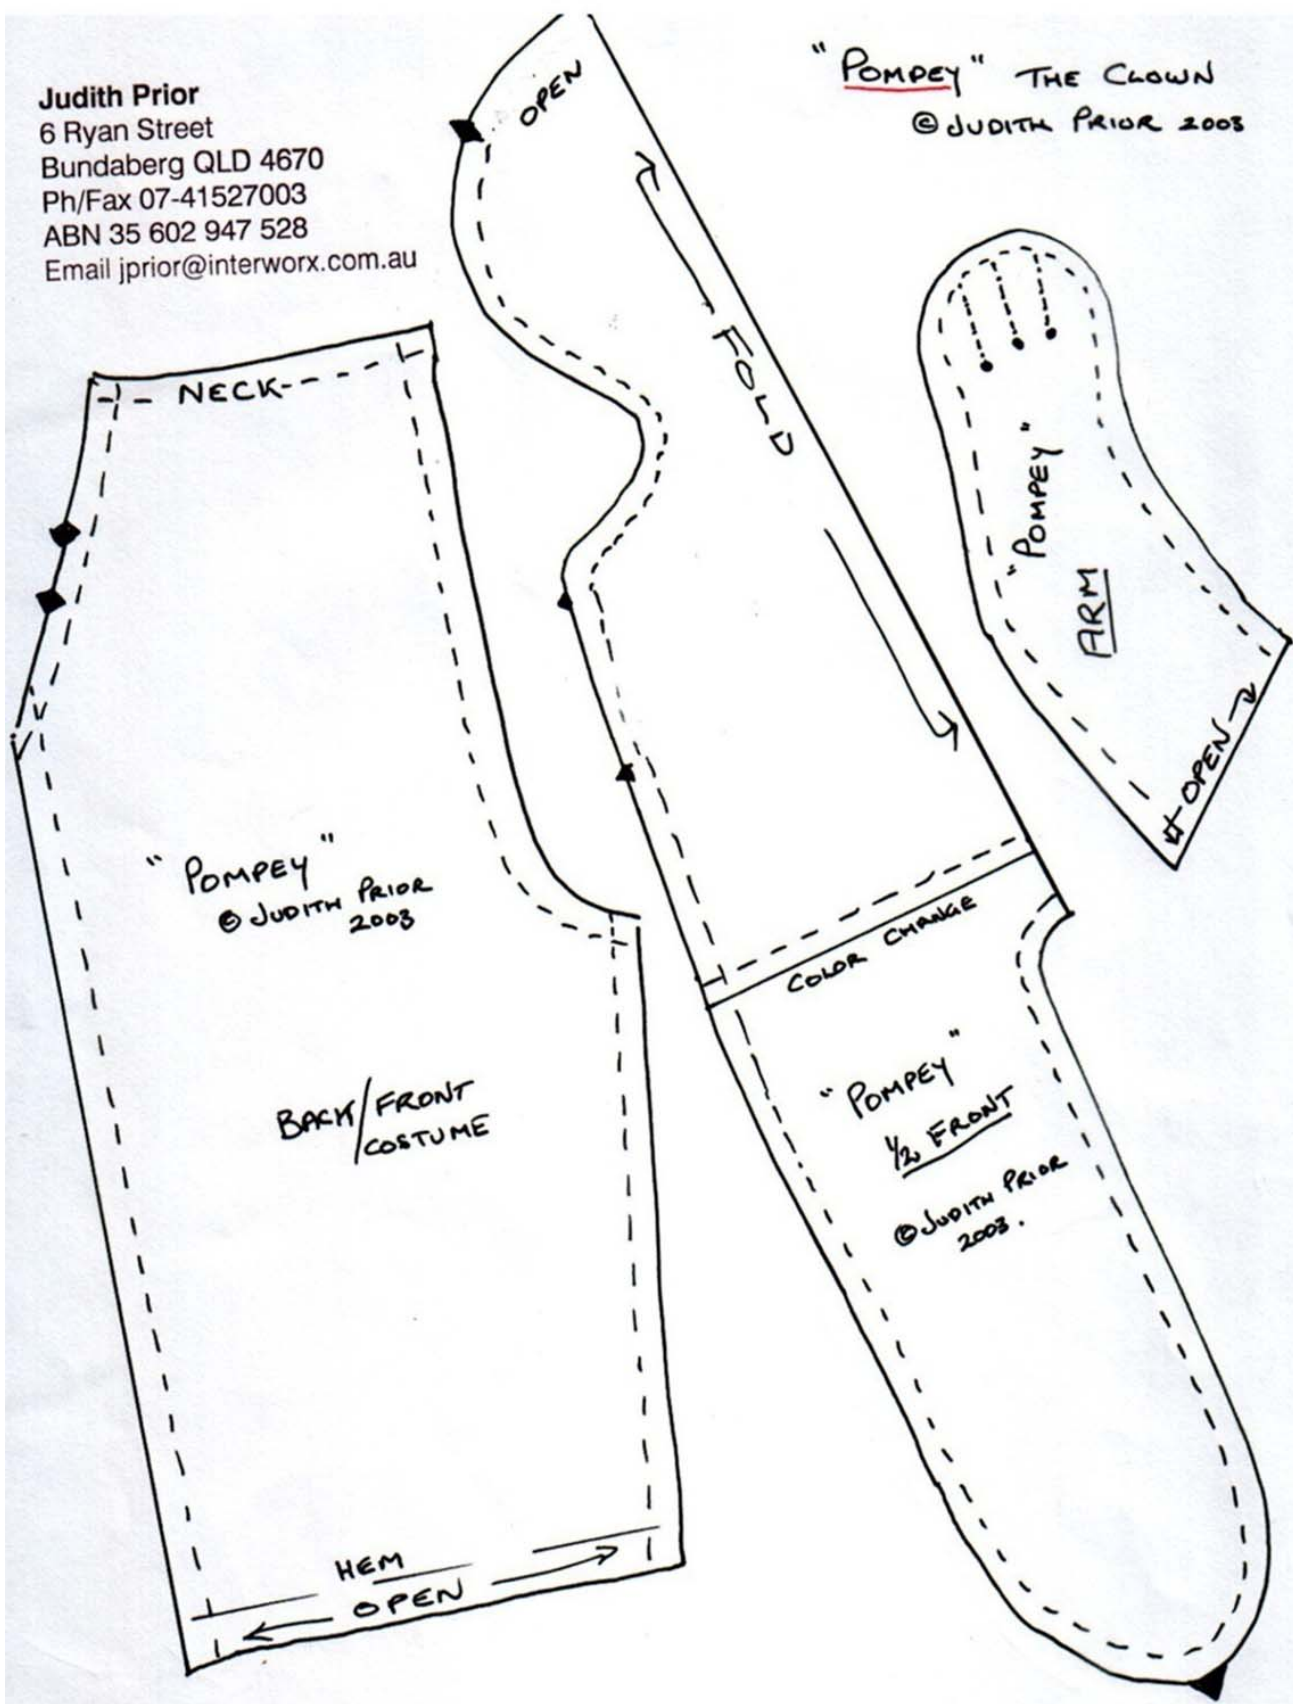 Judith Prior
6 Ryan Street
Bundaberg QLD 4670
Ph/Fax 07-41527003
ABN 35 602 947 528
Email jprior@interworx.com.au
"POMPEY" THE CLOWN
© JUDITH PRIOR 2003
OPEN
FOLD
COLOR CHANGE
"POMPEY"
1/2 FRONT
© JUDITH PRIOR
2003.
"POMPEY"
ARM
OPEN
NECK
"POMPEY"
© JUDITH PRIOR
2003
BACK/FRONT
COSTUME
HEM
OPEN